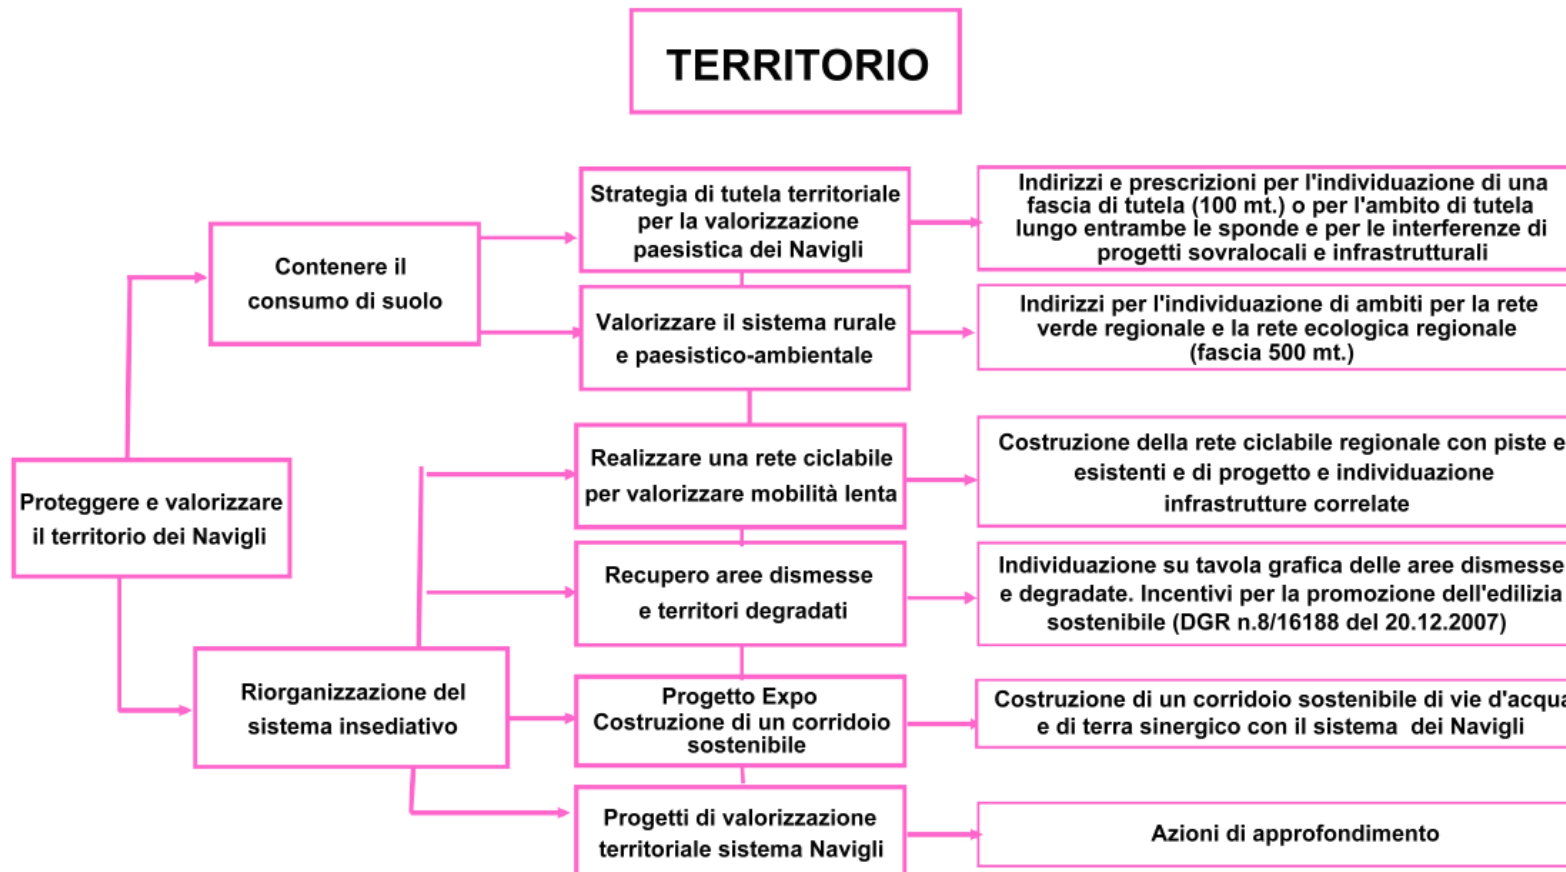 TERRITORIO
Strategia di tutela territoriale
per la valorizzazione
paesistica dei Navigli
Indirizzi e prescrizioni per l'individuazione di una
fascia di tutela (100 mt.) o per l'ambito di tutela
lungo entrambe le sponde e per le interferenze di
progetti sovralocali e infrastrutturali
Contenere il
consumo di suolo
Valorizzare il sistema rurale
e paesistico-ambientale
Indirizzi per l'individuazione di ambiti per la rete
verde regionale e la rete ecologica regionale
(fascia 500 mt.)
Proteggere e valorizzare
il territorio dei Navigli
Realizzare una rete ciclabile
per valorizzare mobilità lenta
Costruzione della rete ciclabile regionale con piste e
esistenti e di progetto e individuazione
infrastrutture correlate
Recupero aree dismesse
e territori degradati
Individuazione su tavola grafica delle aree dismesse
e degradate. Incentivi per la promozione dell'edilizia
sostenibile (DGR n.8/16188 del 20.12.2007)
Riorganizzazione del
sistema insediativo
Progetto Expo
Costruzione di un corridoio
sostenibile
Costruzione di un corridoio sostenibile di vie d'acqua
e di terra sinergico con il sistema dei Navigli
Progetti di valorizzazione
territoriale sistema Navigli
Azioni di approfondimento